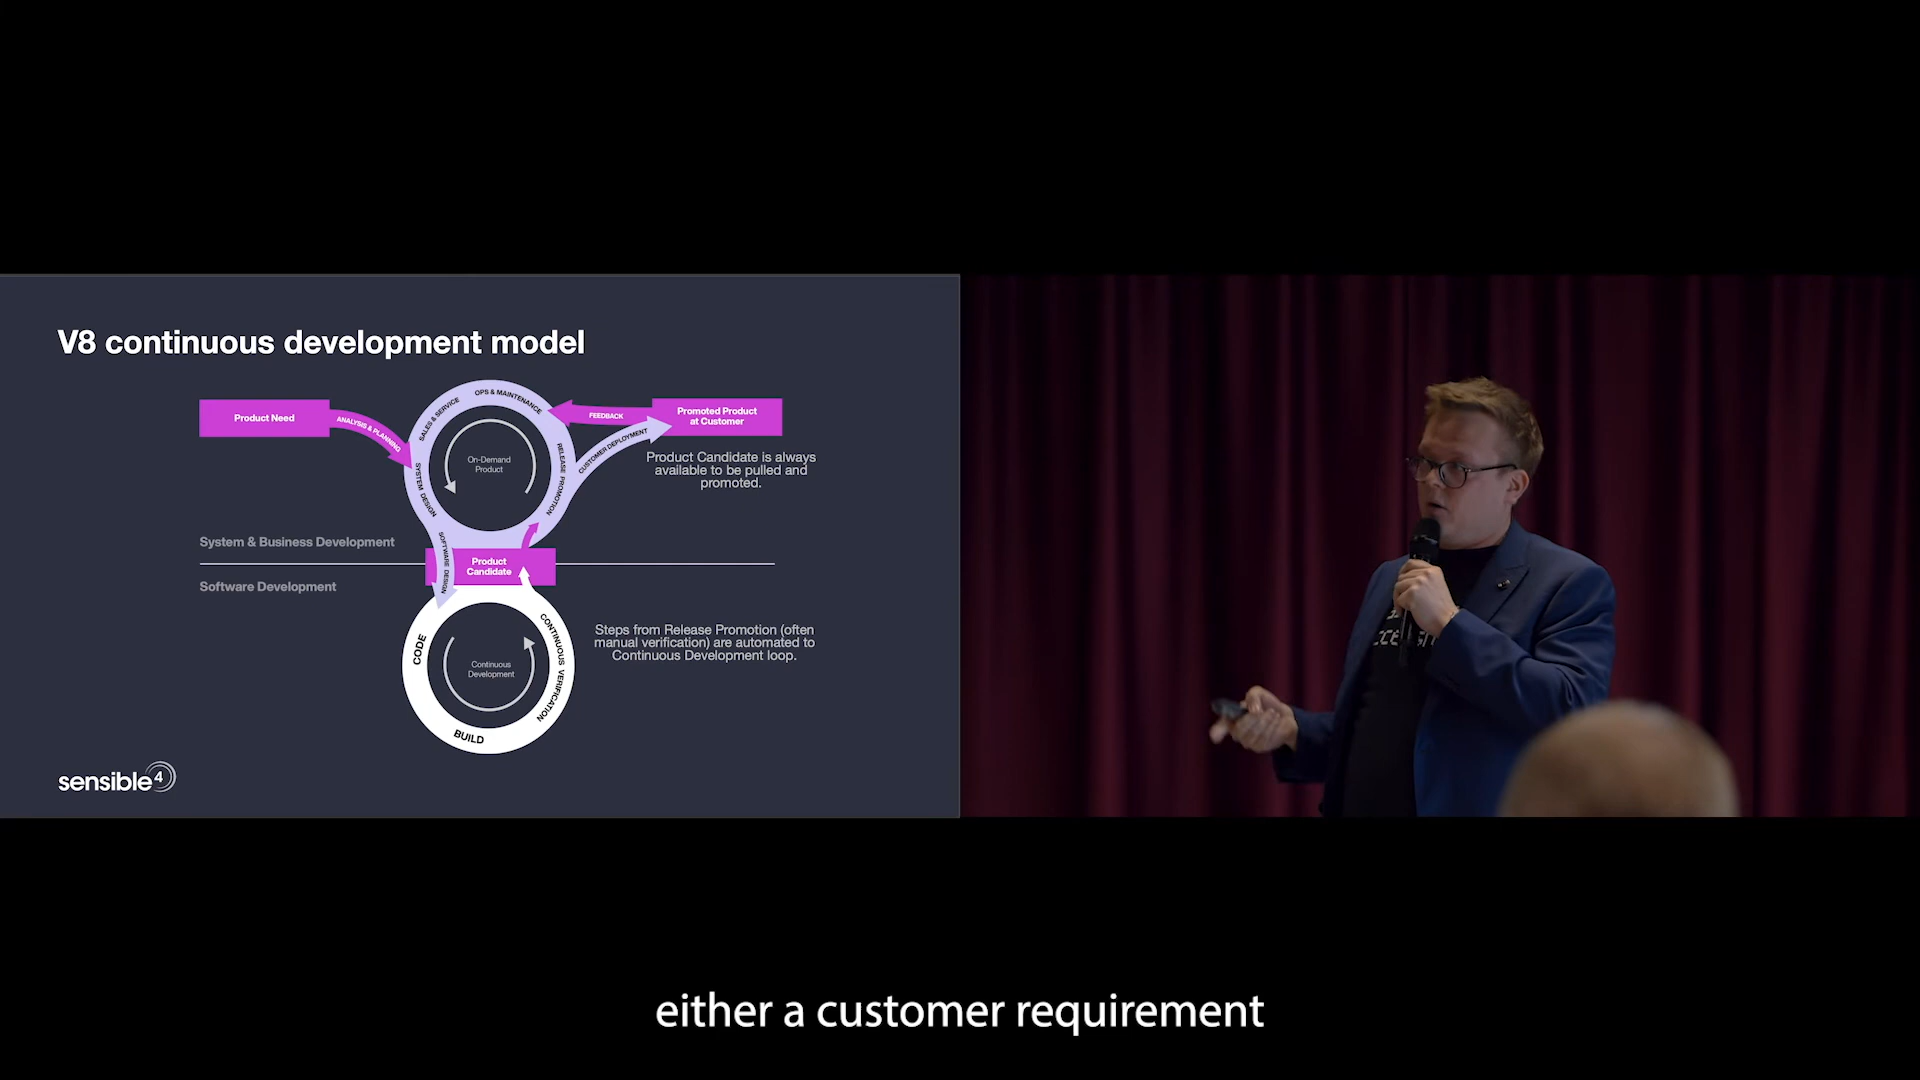 V8 continuous development model
Product Need
ANALYSIS & PLANNING
SALES & SERVICE
OPS & MAINTENANCE
FEEDBACK
Promoted Product
at Customer
CUSTOMER DEPLOYMENT
On-Demand
Product
SYSTEM DESIGN
RELEASE PROMOTION
Product Candidate is always
available to be pulled and
promoted.
System & Business Development
SOFTWARE DESIGN
Product
Candidate
Software Development
CODE
CONTINUOUS VERIFICATION
Continuous
Development
BUILD
Steps from Release Promotion (often
manual verification) are automated to
Continuous Development loop.
sensible4
either a customer requirement